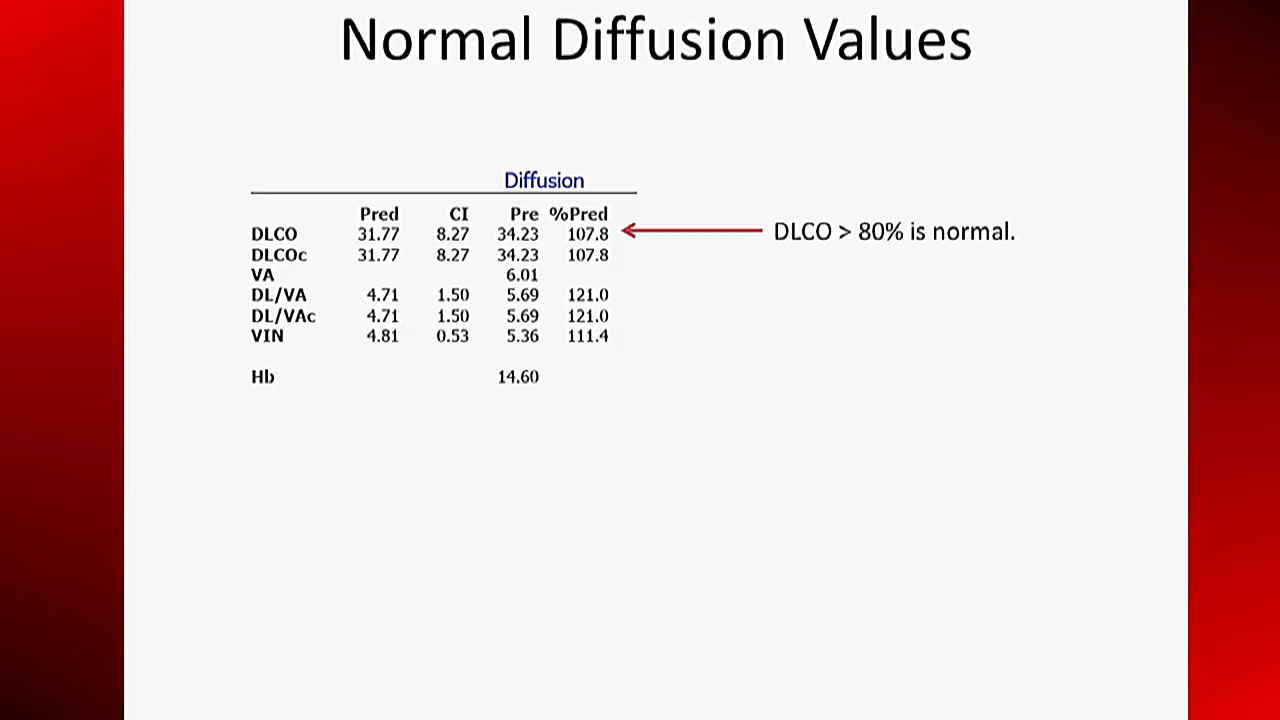 Normal Diffusion Values
Diffusion
Pred CI Pre %Pred
DLCO 31.77 8.27 34.23 107.8
DLCO > 80% is normal.
DLCOc 31.77 8.27 34.23 107.8
VA 6.01
DL/VA 4.71 1.50 5.69 121.0
DL/VAc 4.71 1.50 5.69 121.0
VIN 4.81 0.53 5.36 111.4
Hb 14.60